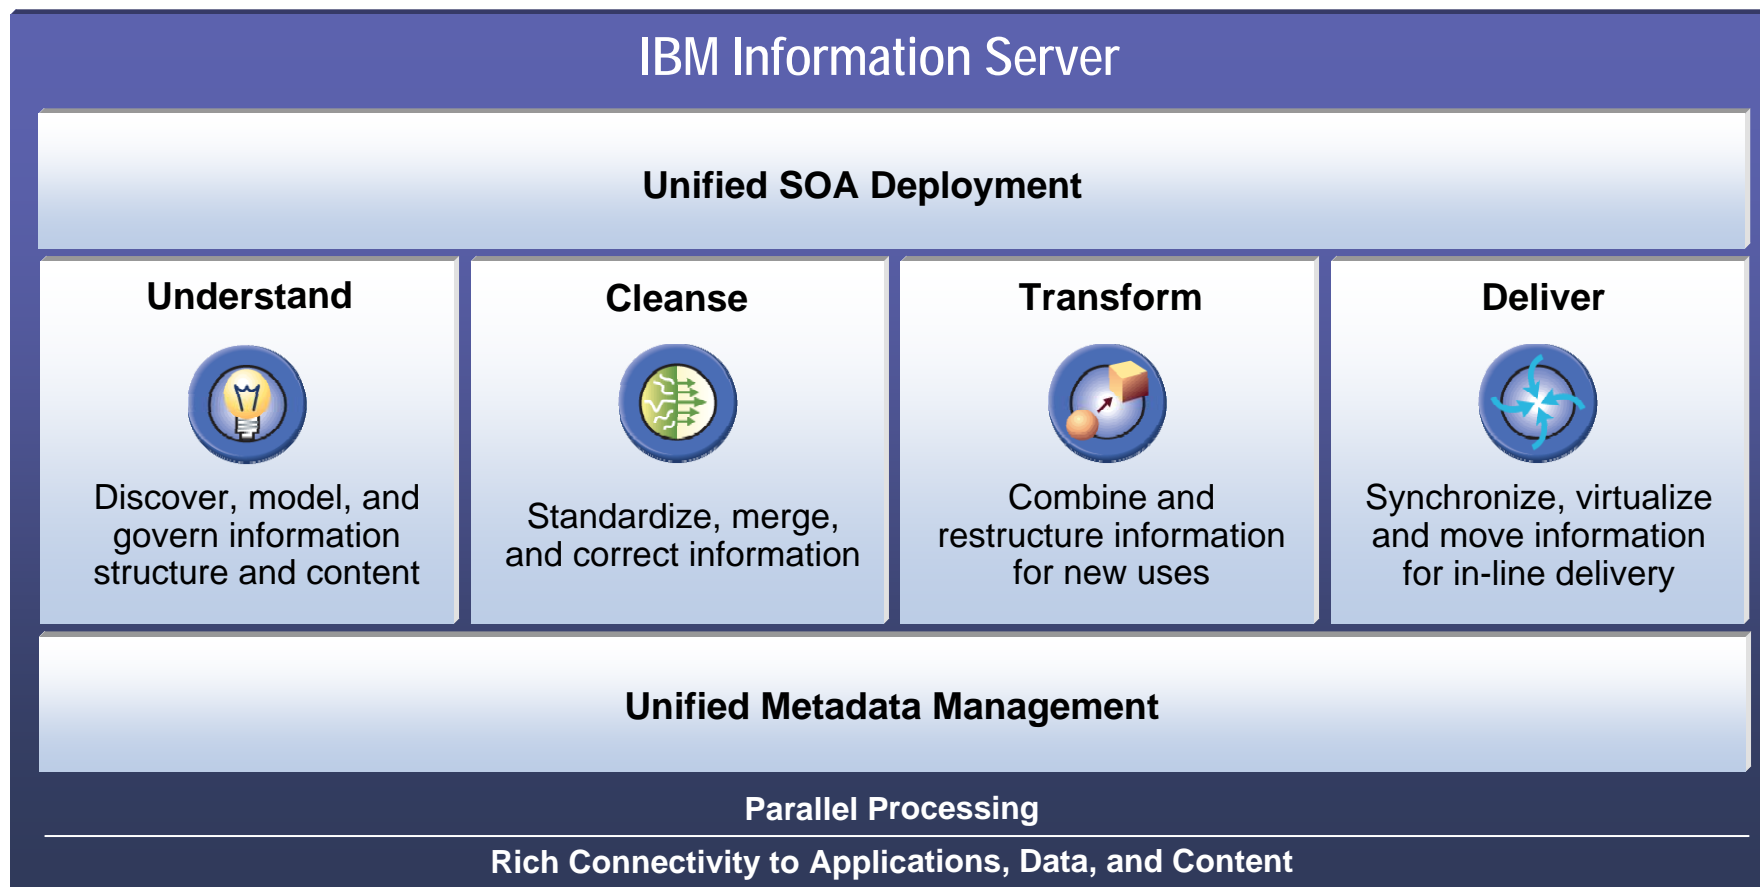 IBM Information Server
Unified SOA Deployment
Understand
Discover, model, and
govern information
structure and content
Cleanse
Standardize, merge,
and correct information
Transform
Combine and
restructure information
for new uses
Deliver
Synchronize, virtualize
and move information
for in-line delivery
Unified Metadata Management
Parallel Processing
Rich Connectivity to Applications, Data, and Content